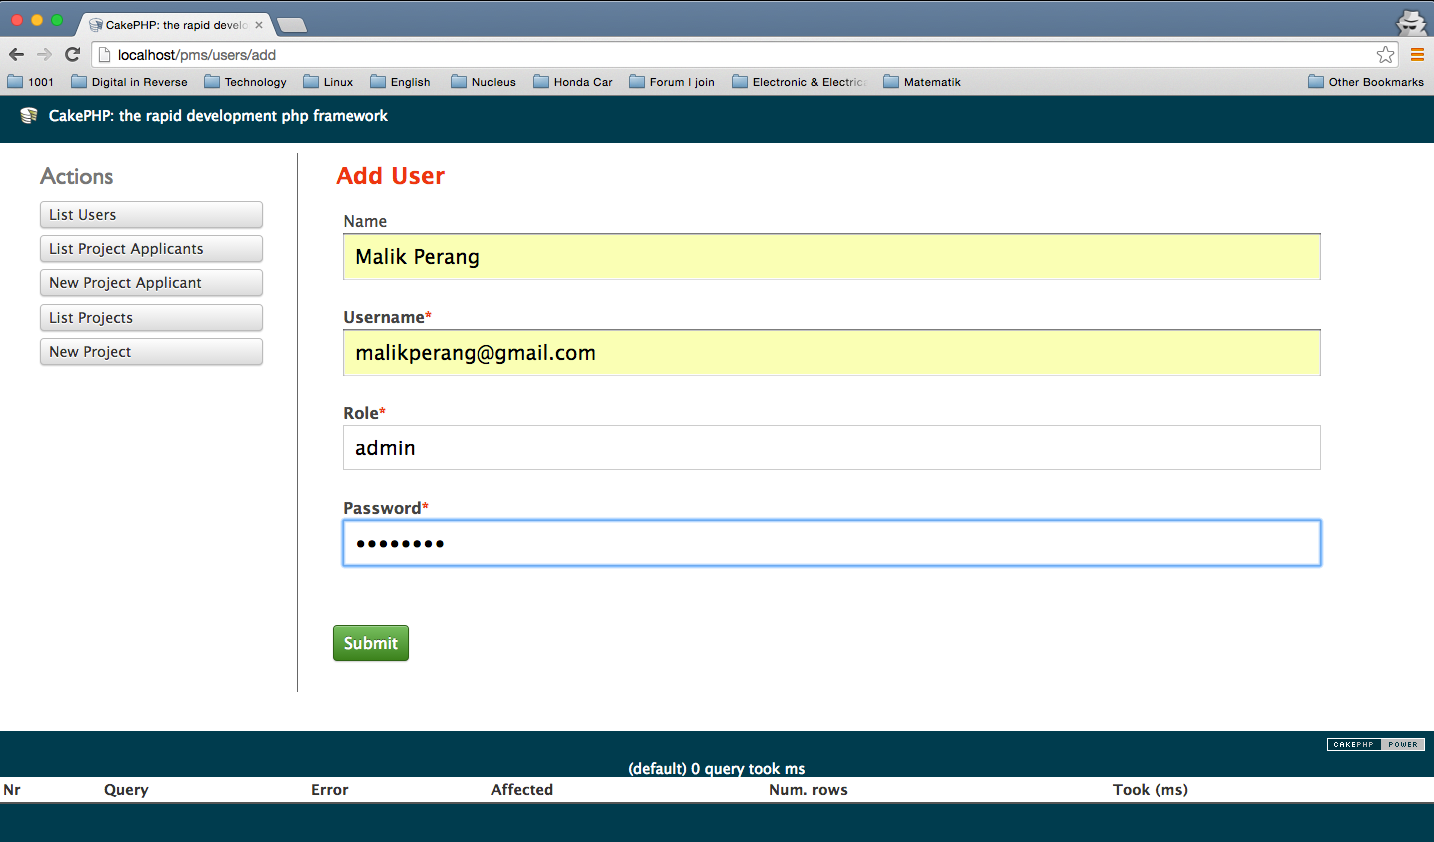 CakePHP: the rapid develo
localhost/pms/users/add
1001 Digital in Reverse Technology Linux English Nucleus Honda Car Forum I join Electronic & Electric Matematik Other Bookmarks
CakePHP: the rapid development php framework
Actions
List Users
List Project Applicants
New Project Applicant
List Projects
New Project
Add User
Name
Malik Perang
Username*
malikperang@gmail.com
Role*
admin
Password*
••••••••
Submit
CAKEPHP POWER
(default) 0 query took ms
Nr Query Error Affected Num. rows Took (ms)